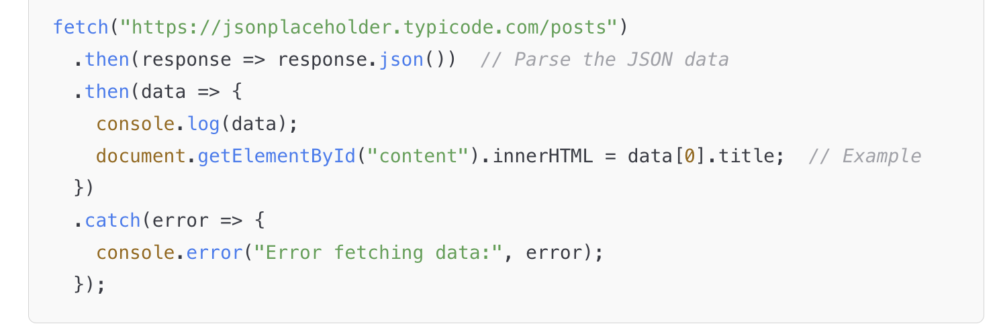 fetch("https://jsonplaceholder.typicode.com/posts")
  .then(response => response.json())  // Parse the JSON data
  .then(data => {
    console.log(data);
    document.getElementById("content").innerHTML = data[0].title;  // Example
  })
  .catch(error => {
    console.error("Error fetching data:", error);
  });